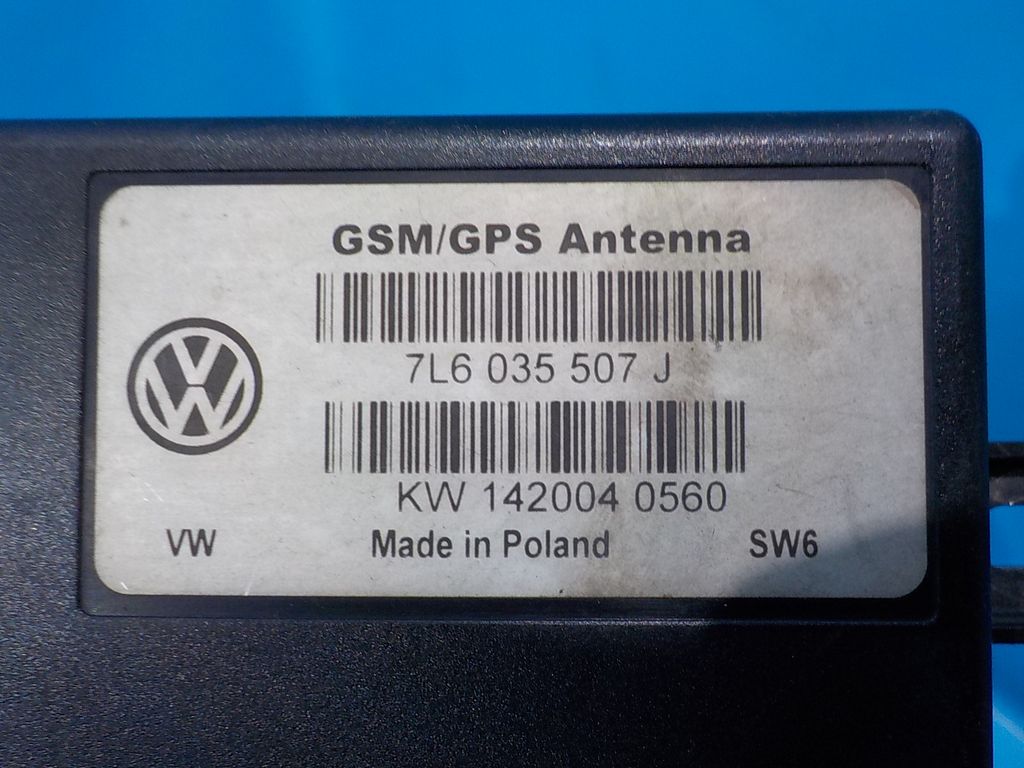 GSM/GPS Antenna
7L6 035 507 J
KW 142004 0560
VW Made in Poland SW6